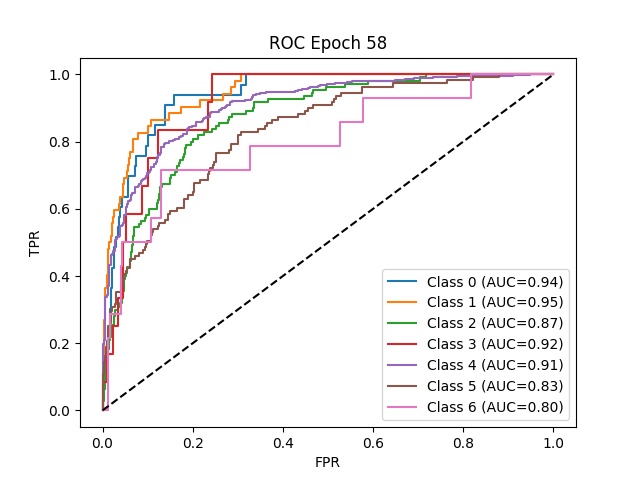 ROC Epoch 58
TPR
1.0
0.8
0.6
0.4
0.2
0.0
Class 0 (AUC=0.94)
Class 1 (AUC=0.95)
Class 2 (AUC=0.87)
Class 3 (AUC=0.92)
Class 4 (AUC=0.91)
Class 5 (AUC=0.83)
Class 6 (AUC=0.80)
0.0 0.2 0.4 0.6 0.8 1.0
FPR